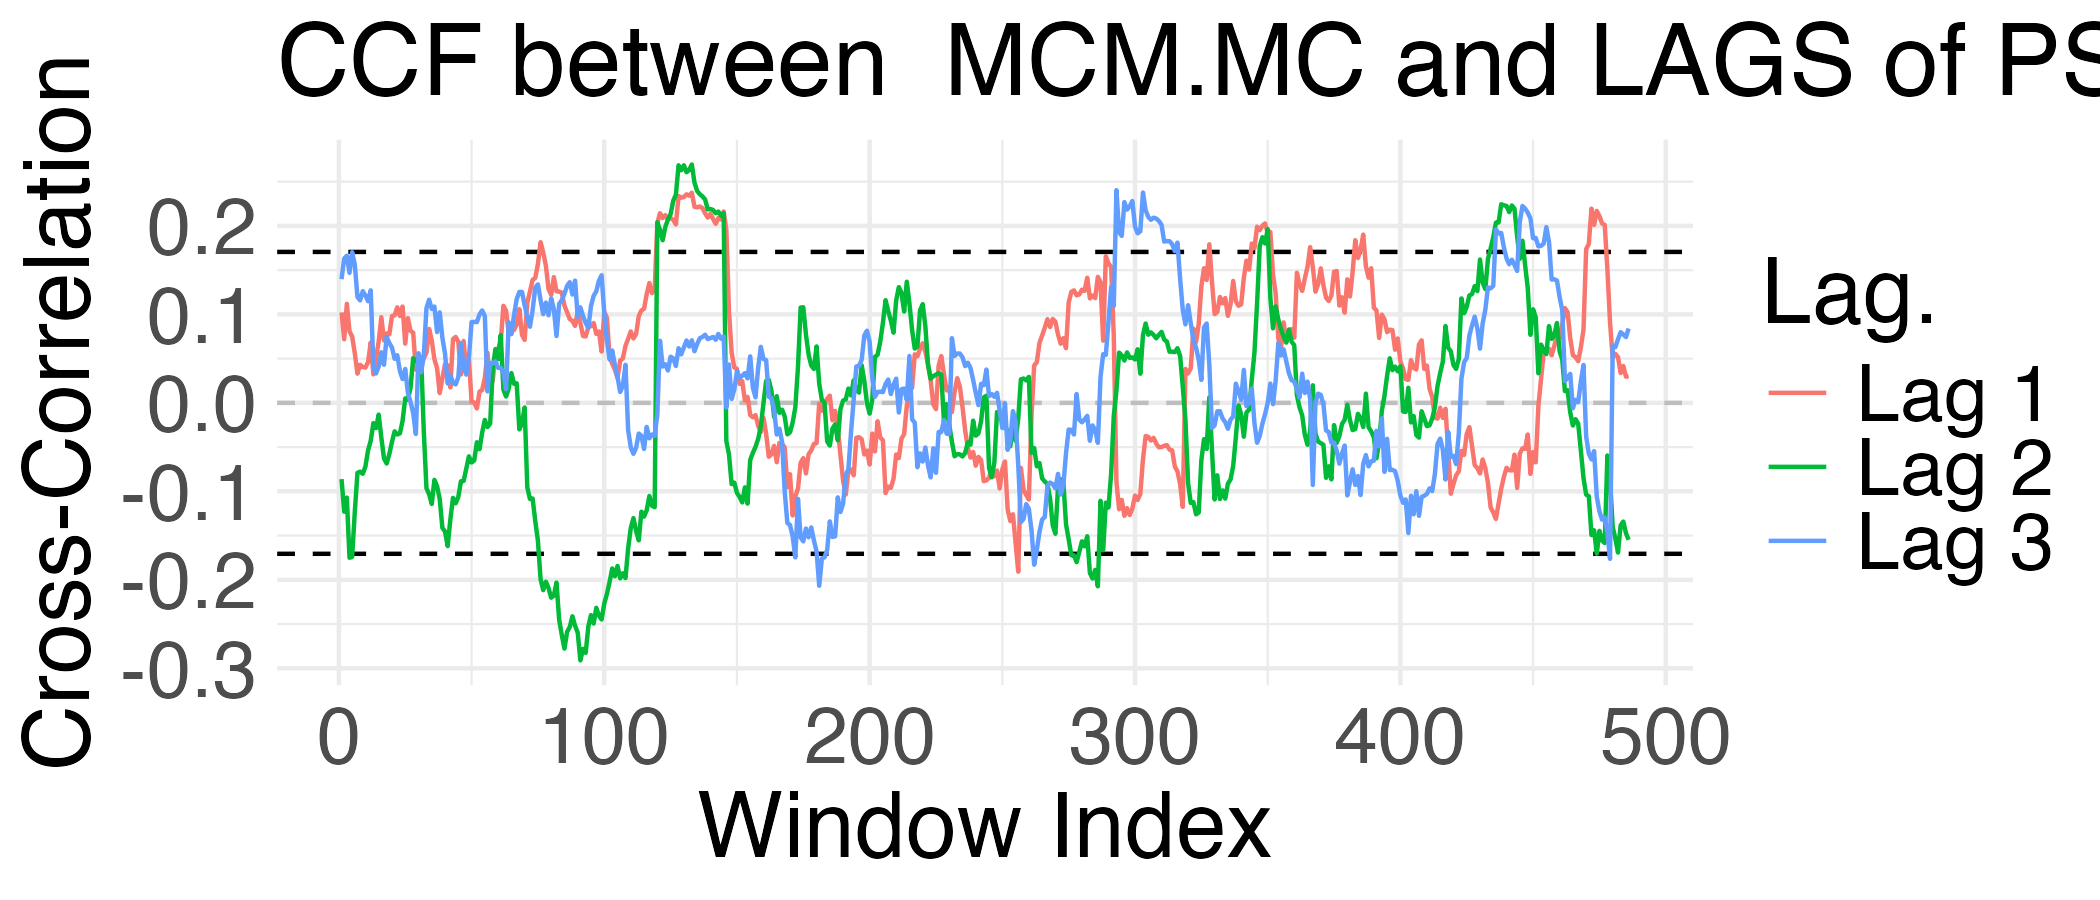 CCF between  MCM.MC and LAGS of PS
Cross-Correlation
0.2
0.1
0.0
-0.1
-0.2
-0.3
0 100 200 300 400 500
Window Index
Lag.
Lag 1
Lag 2
Lag 3